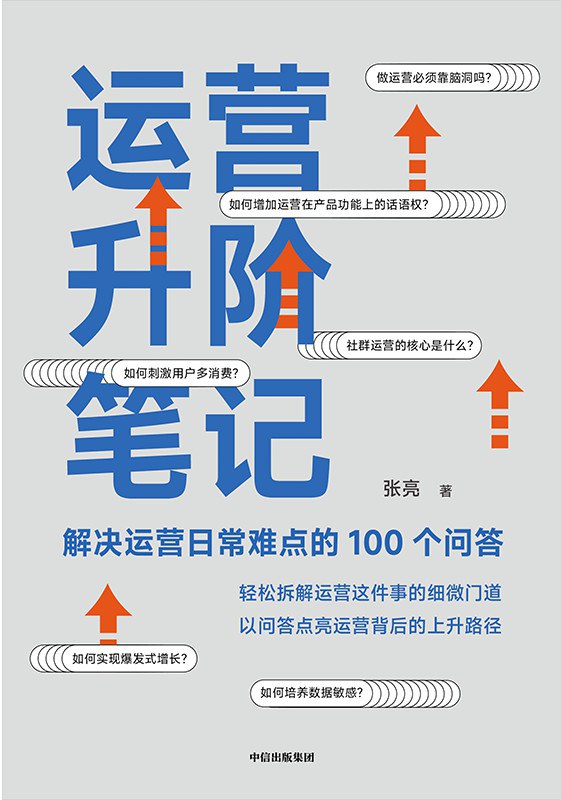 做运营必须靠脑洞吗?
运营
如何增加运营在产品功能上的话语权?
升阶
社群运营的核心是什么?
如何刺激用户多消费?
笔记
张亮 著
解决运营日常难点的 100 个问答
轻松拆解运营这件事的细微门道
以问答点亮运营背后的上升路径
如何实现爆发式增长?
如何培养数据敏感?
中信出版集团